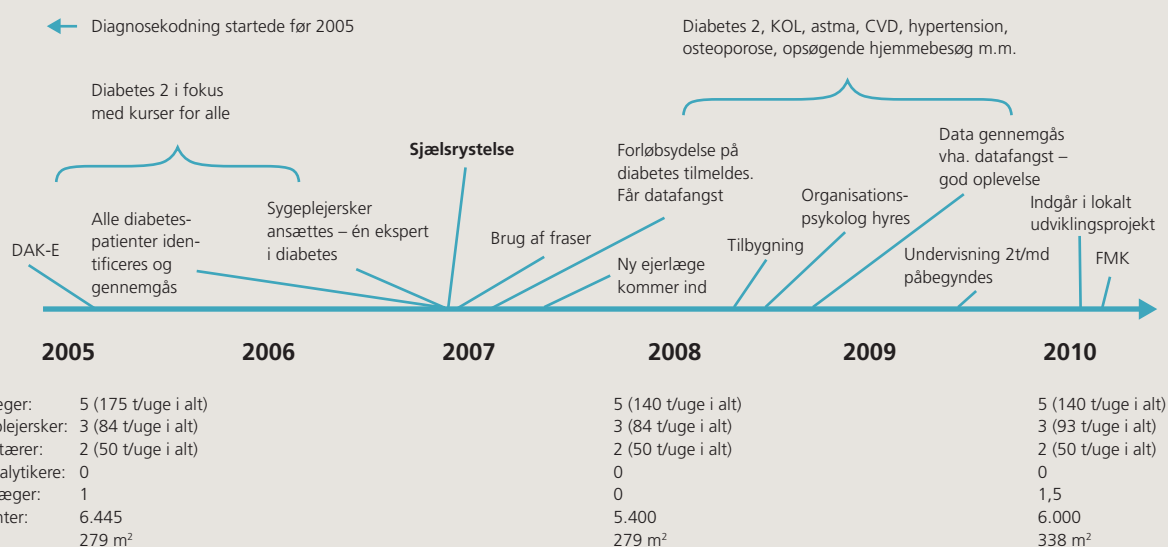 Diagnosekodning startede før 2005
Diabetes 2 i fokus
med kurser for alle
Diabetes 2, KOL, astma, CVD, hypertension,
osteoporose, opsøgende hjemmebesøg m.m.
DAK-E
Alle diabetes-
patienter iden-
tificeres og
gennemgås
Sygeplejersker
ansættes – én ekspert
i diabetes
Sjælsrystelse
Brug af fraser
Forløbsydelse på
diabetes tilmeldes.
Får datafangst
Ny ejerlæge
kommer ind
Tilbygning
Organisations-
psykolog hyres
Data gennemgås
vha. datafangst –
god oplevelse
Undervisning 2t/md
påbegyndes
Indgår i lokalt
udviklingsprojekt
FMK
2005 2006 2007 2008 2009 2010
æger: 5 (175 t/uge i alt) 5 (140 t/uge i alt) 5 (140 t/uge i alt)
lejersker: 3 (84 t/uge i alt) 3 (84 t/uge i alt) 3 (93 t/uge i alt)
tærer: 2 (50 t/uge i alt) 2 (50 t/uge i alt) 2 (50 t/uge i alt)
alytikere: 0 0 0
æger: 1 0 1,5
nter: 6.445 5.400 6.000
279 m² 279 m² 338 m²